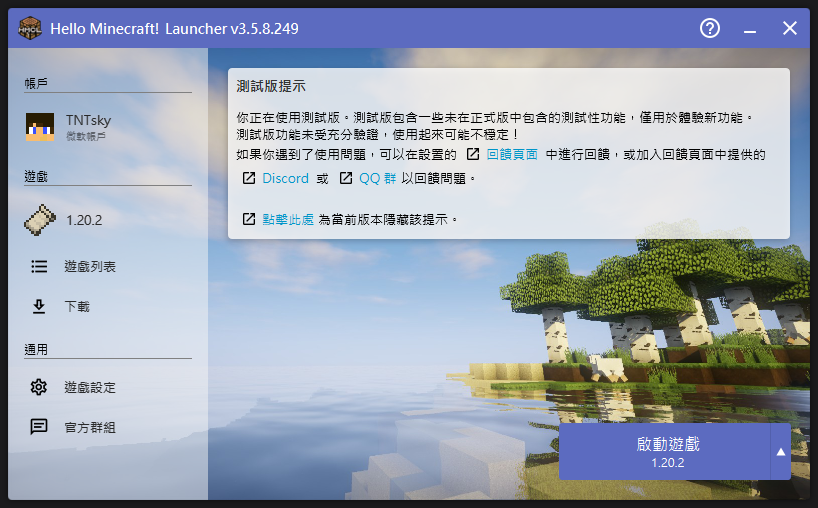 Hello Minecraft! Launcher v3.5.8.249
帳戶
TNTsky
微軟帳戶
遊戲
1.20.2
遊戲列表
下載
通用
遊戲設定
官方群組
測試版提示
你正在使用測試版。測試版包含一些未在正式版中包含的測試性功能，僅用於體驗新功能。
測試版功能未受充分驗證，使用起來可能不穩定！
如果你遇到了使用問題，可以在設置的 回饋頁面 中進行回饋，或加入回饋頁面中提供的
Discord 或 QQ 群 以回饋問題。
點擊此處 為當前版本隱藏該提示。
啟動遊戲
1.20.2